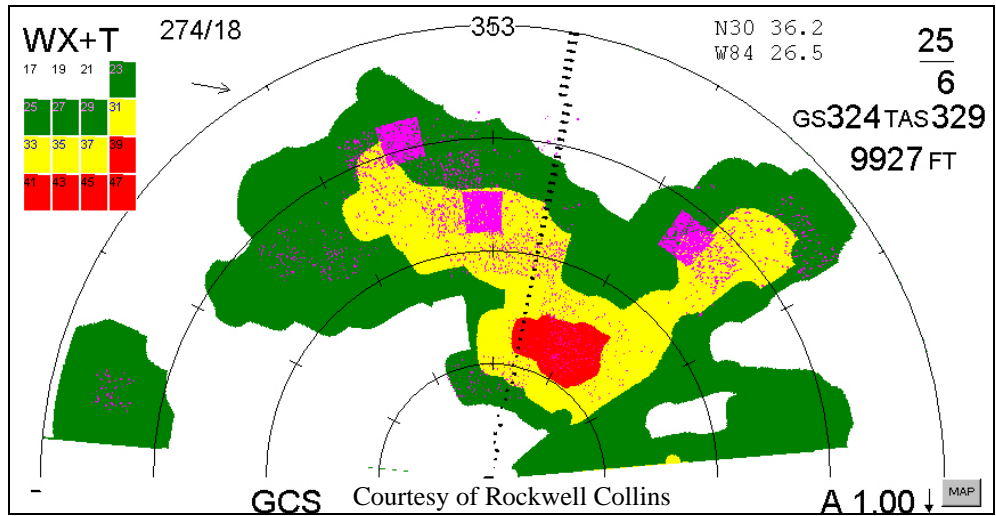 WX+T
274/18
353
N30 36.2
W84 26.5
25
6
17 19 21 23
25 27 29 31
33 35 37 39
41 43 45 47
GS324TAS329
9927 FT
GCS
Courtesy of Rockwell Collins
A 1.00↓
MAP